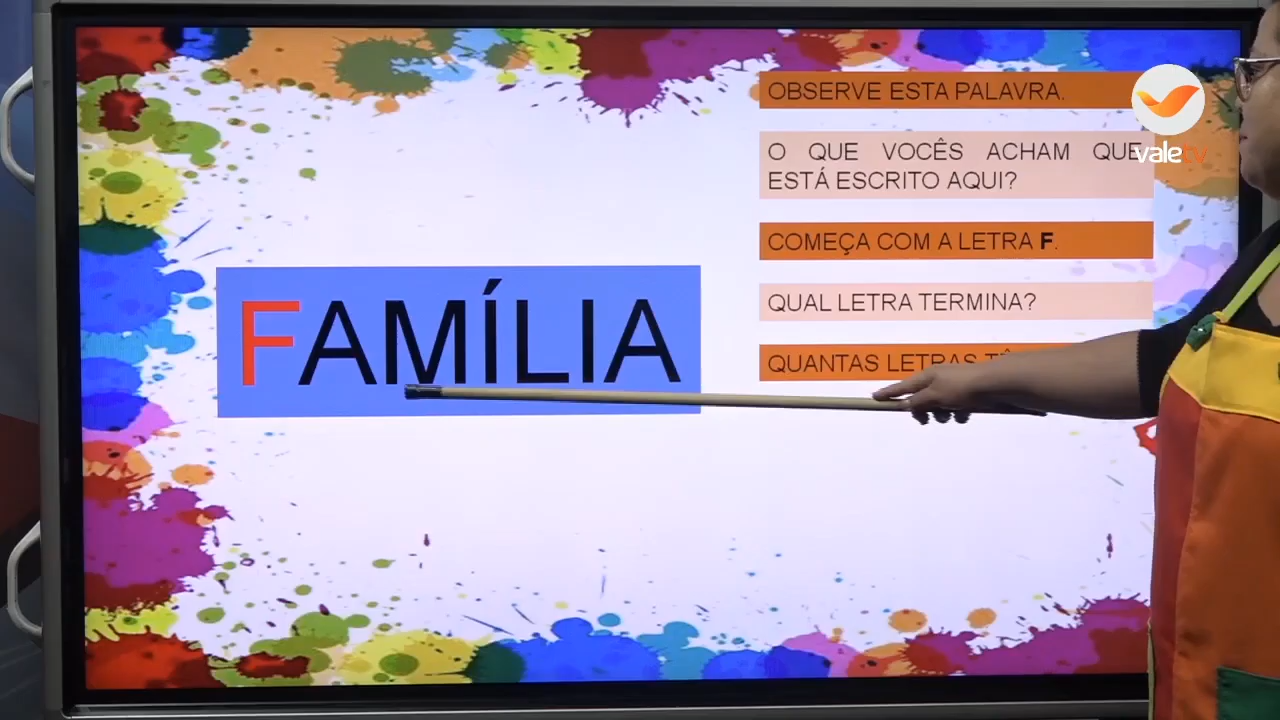 OBSERVE ESTA PALAVRA.
O QUE VOCÊS ACHAM QUE
ESTÁ ESCRITO AQUI?
COMEÇA COM A LETRA F.
QUAL LETRA TERMINA?
QUANTAS LETRAS
FAMÍLIA
valetv